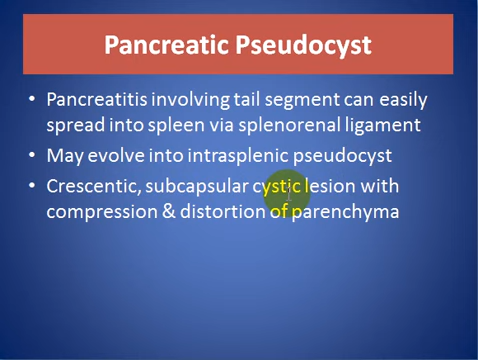 Pancreatic Pseudocyst
• Pancreatitis involving tail segment can easily
spread into spleen via splenorenal ligament
• May evolve into intrasplenic pseudocyst
• Crescentic, subcapsular cystic lesion with
compression & distortion of parenchyma